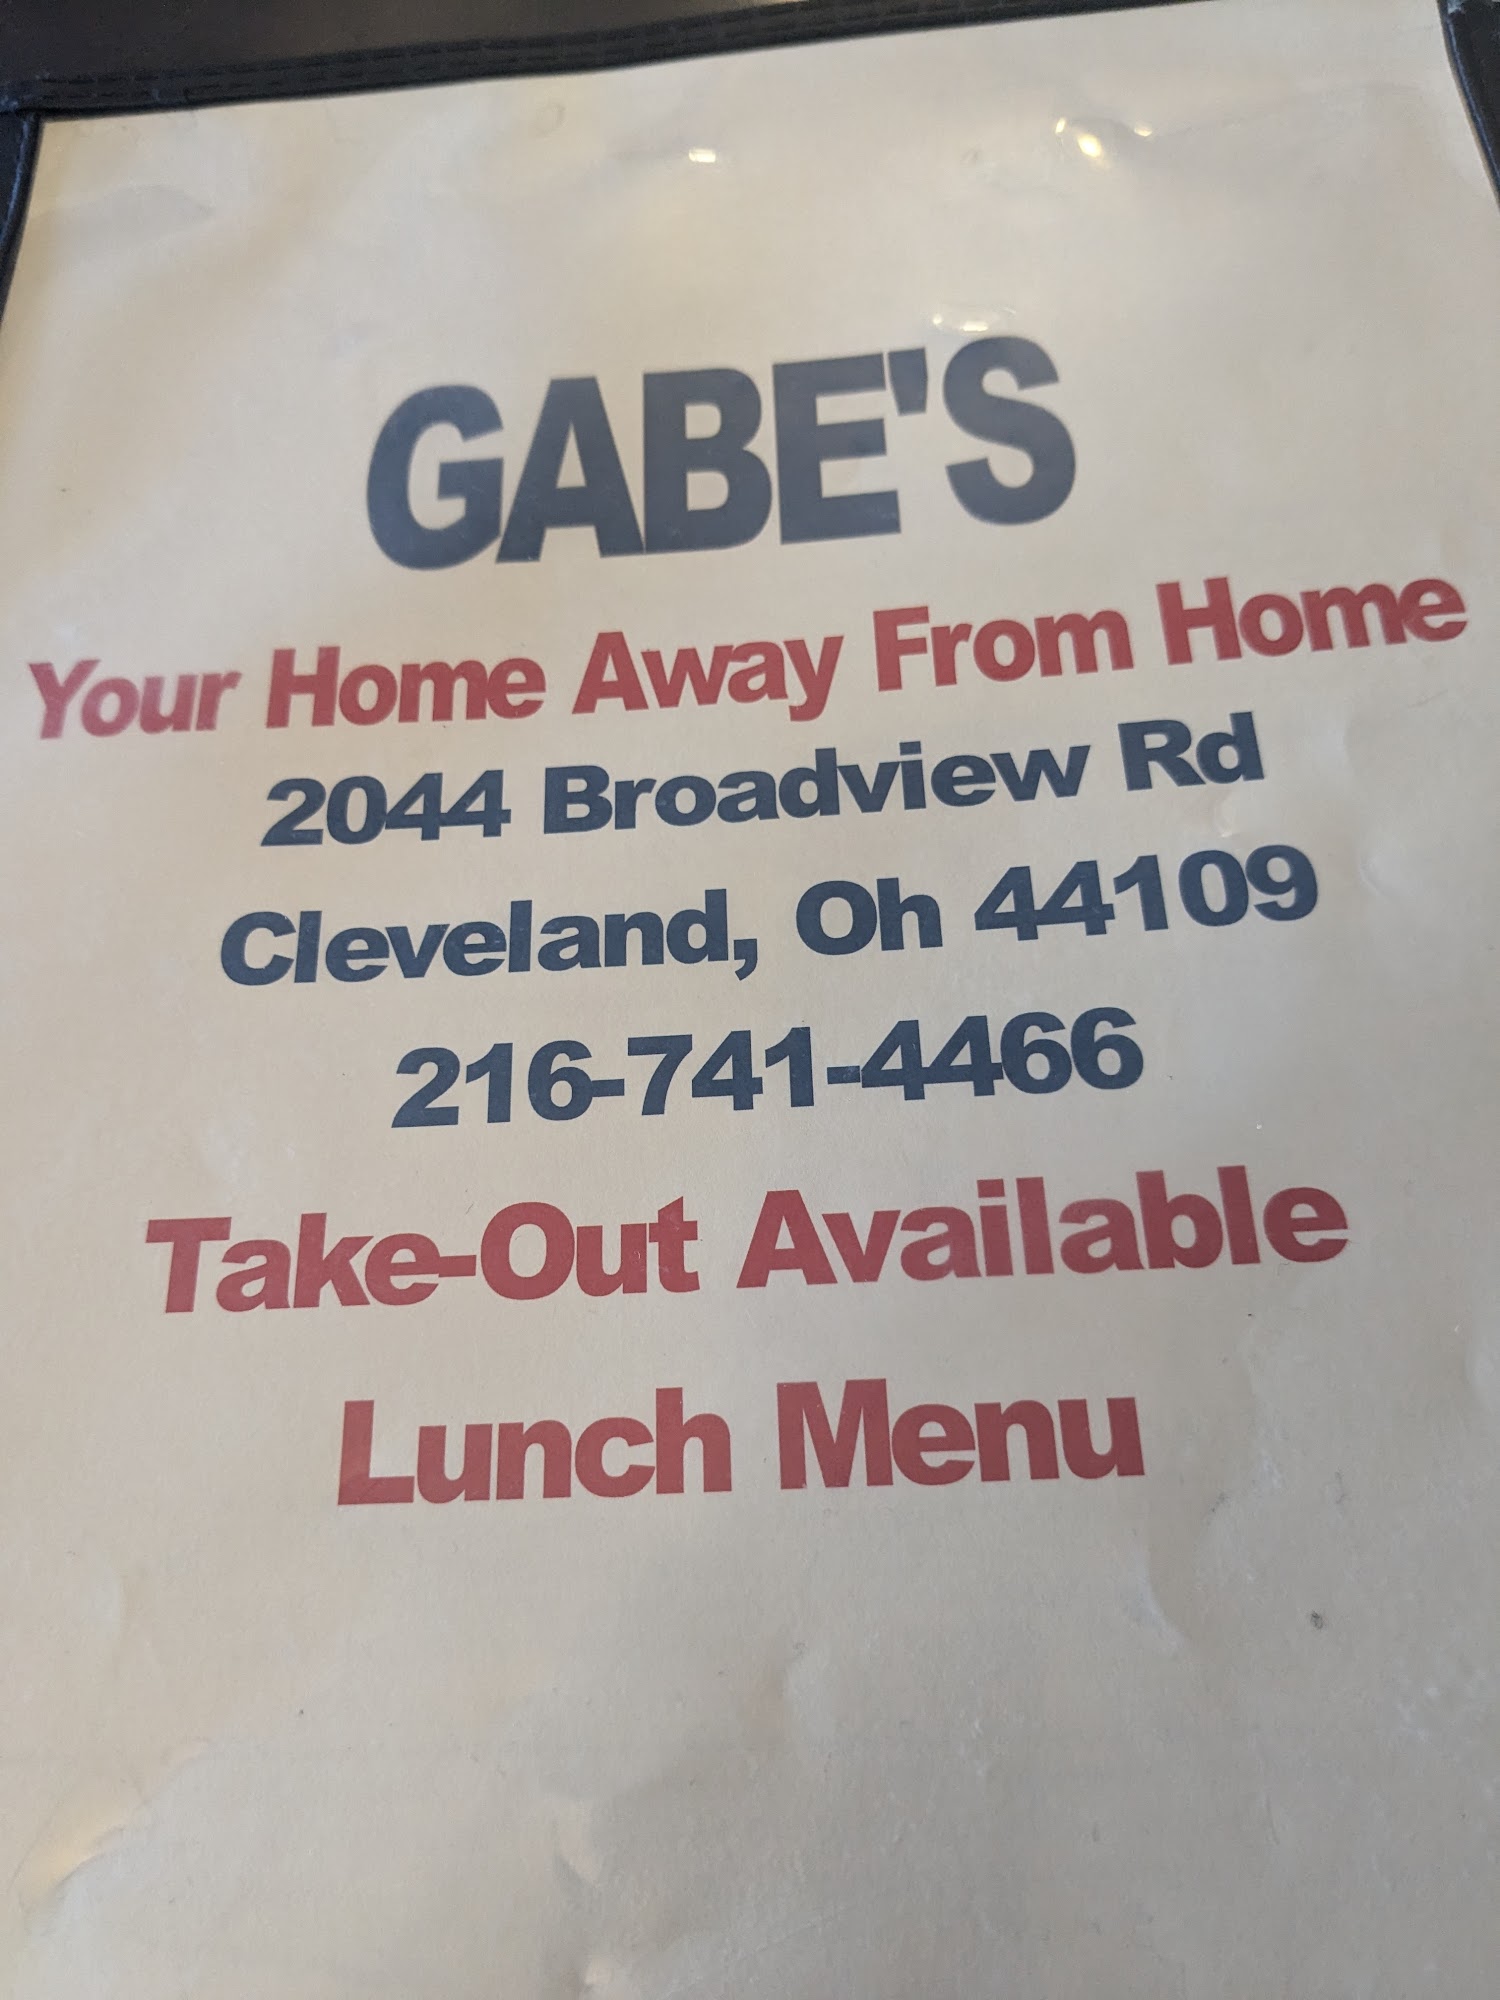 GABE'S
Your Home Away From Home
2044 Broadview Rd
Cleveland, Oh 44109
216-741-4466
Take-Out Available
Lunch Menu